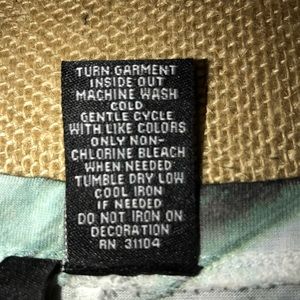 TURN GARMENT
INSIDE OUT
MACHINE WASH
COLD
GENTLE CYCLE
WITH LIKE COLORS
ONLY NON-
CHLORINE BLEACH
WHEN NEEDED
TUMBLE DRY LOW
COOL IRON
IF NEEDED
DO NOT IRON ON
DECORATION
RN 31104